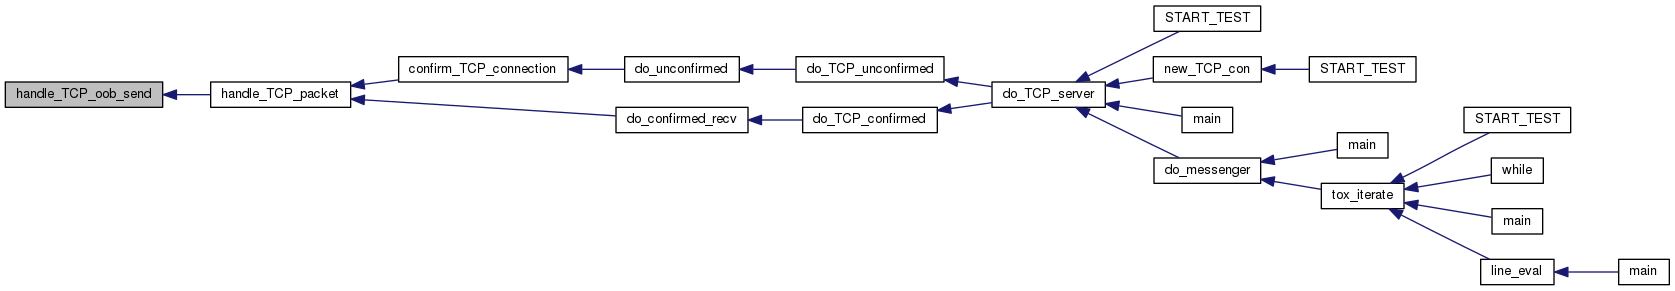 START_TEST
confirm_TCP_connection
do_unconfirmed
do_TCP_unconfirmed
new_TCP_con
START_TEST
handle_TCP_oob_send
handle_TCP_packet
do_TCP_server
do_confirmed_recv
do_TCP_confirmed
main
START_TEST
main
do_messenger
while
tox_iterate
main
line_eval
main